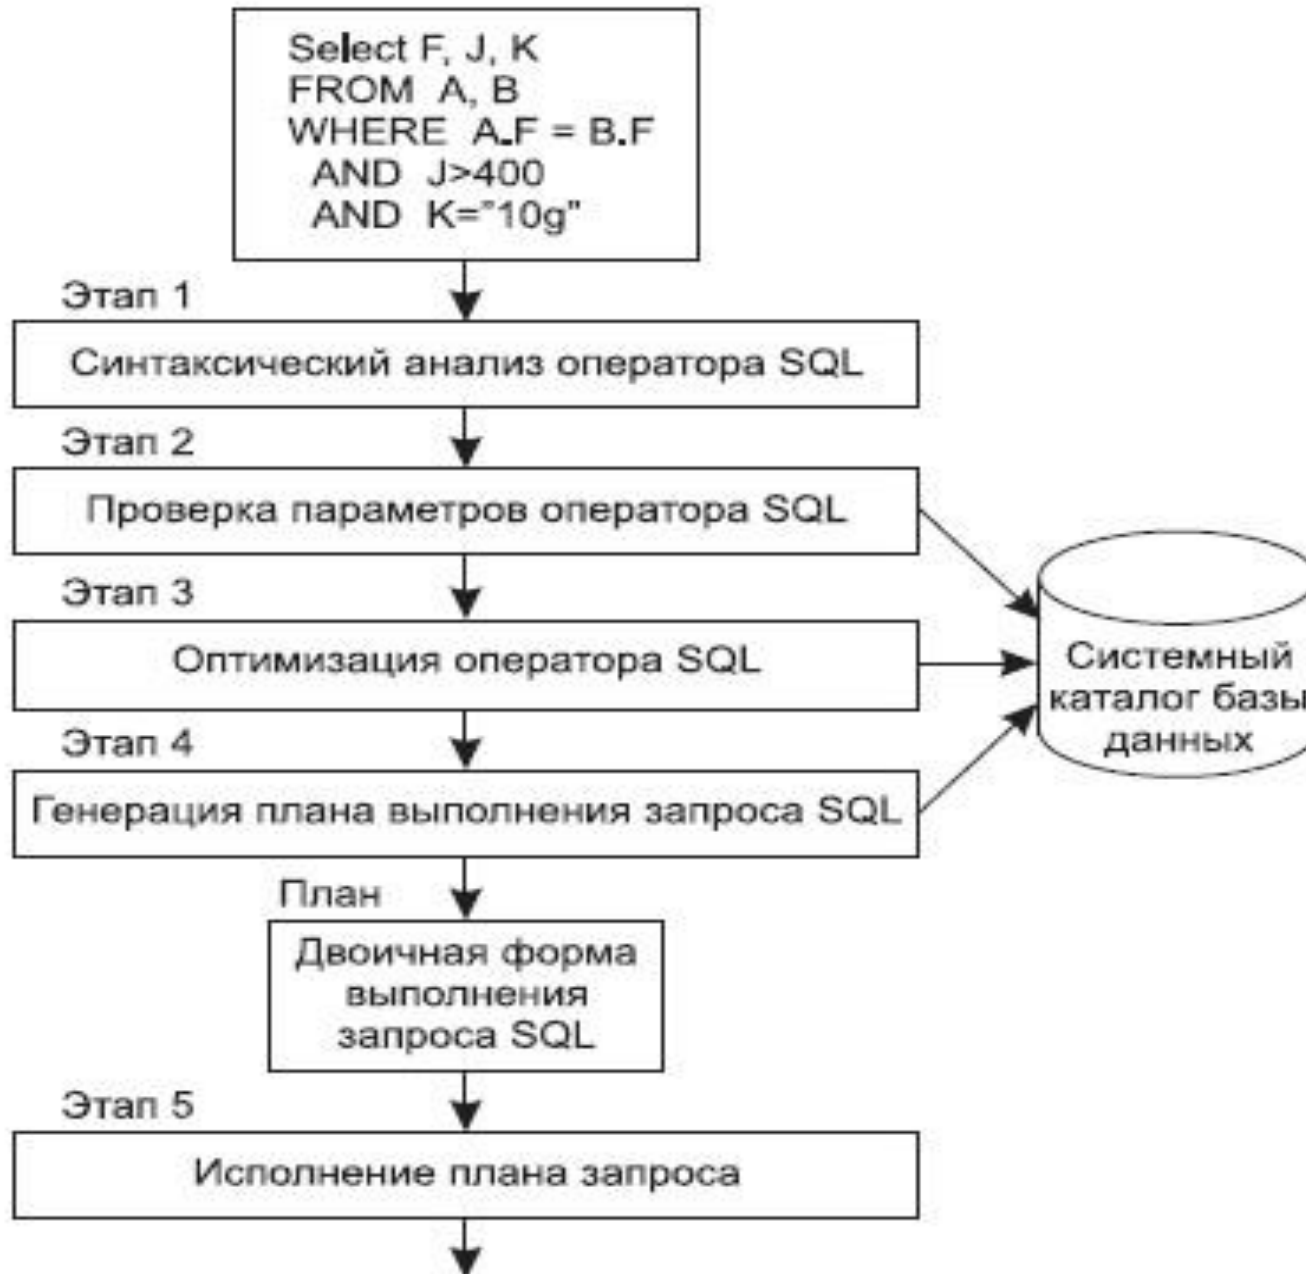 Select F, J, K
FROM A, B
WHERE A.F = B.F
AND J>400
AND K="10g"
Этап 1
Синтаксический анализ оператора SQL
Этап 2
Проверка параметров оператора SQL
Этап 3
Оптимизация оператора SQL
Системный
каталог базы
данных
Этап 4
Генерация плана выполнения запроса SQL
План
Двоичная форма
выполнения
запроса SQL
Этап 5
Исполнение плана запроса